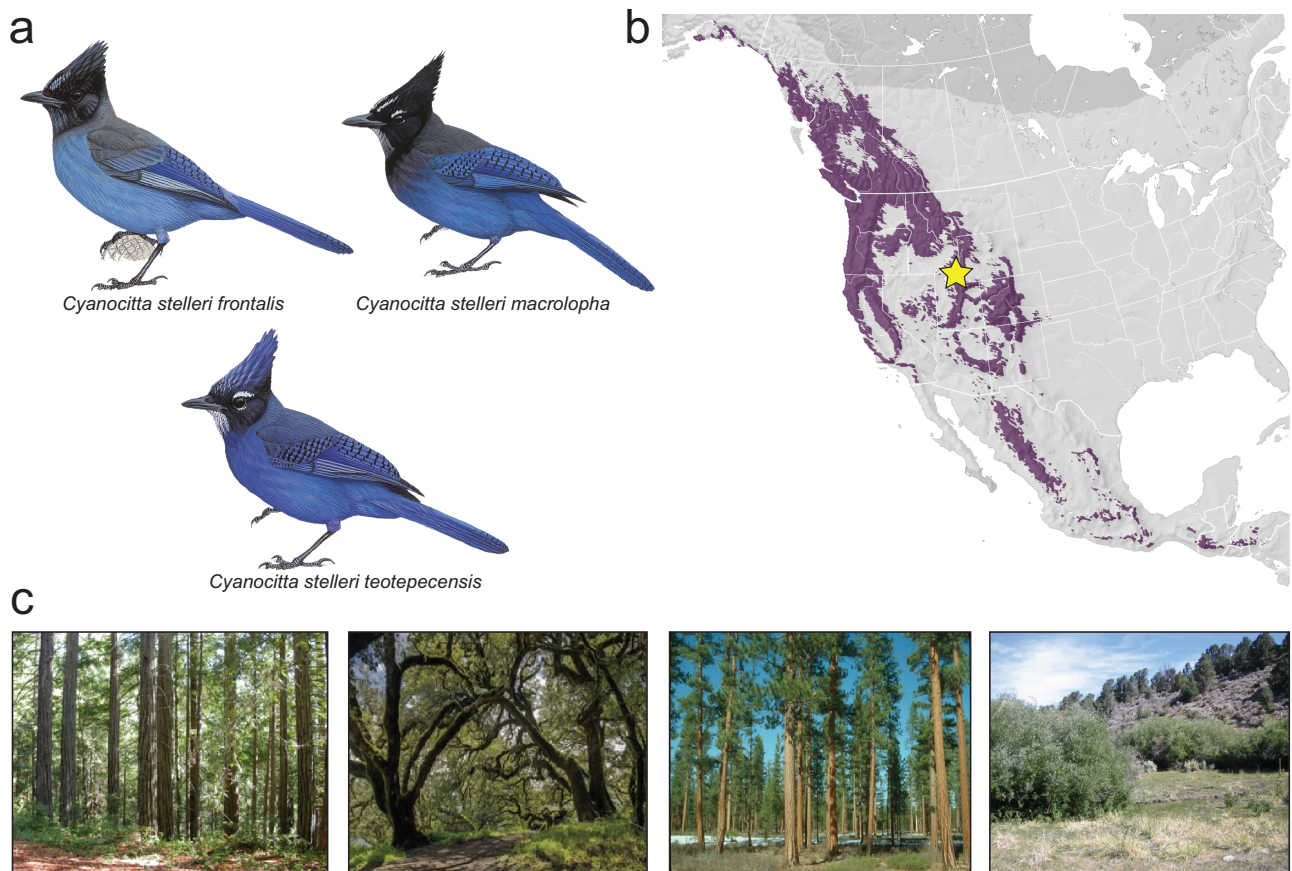 a
b
Cyanocitta stelleri frontalis
Cyanocitta stelleri macrolopha
Cyanocitta stelleri teotepecensis
c